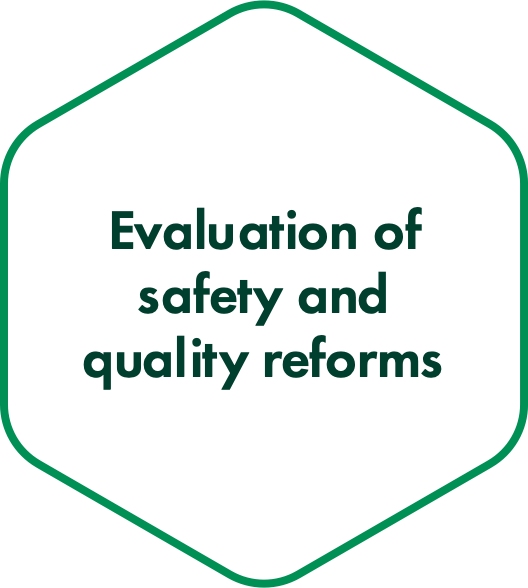 Evaluation of
safety and
quality reforms